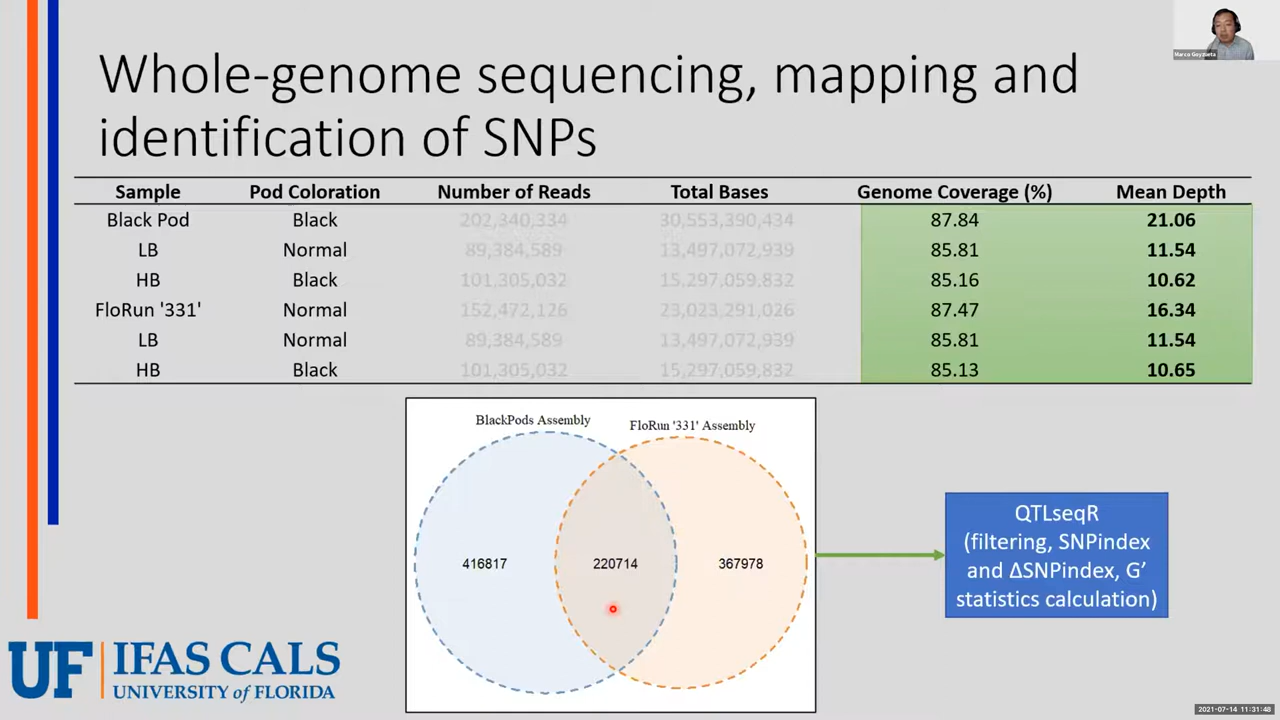 Whole-genome sequencing, mapping and
identification of SNPs
Sample Pod Coloration Number of Reads Total Bases Genome Coverage (%) Mean Depth
Black Pod Black 202,340,334 30,553,390,434 87.84 21.06
LB Normal 89,384,589 13,497,072,939 85.81 11.54
HB Black 101,305,032 15,297,059,832 85.16 10.62
FloRun '331' Normal 152,472,126 23,023,291,026 87.47 16.34
LB Normal 89,384,589 13,497,072,939 85.81 11.54
HB Black 101,305,032 15,297,059,832 85.13 10.65
BlackPods Assembly
FloRun '331' Assembly
416817 220714 367978
QTLseqR
(filtering, SNPindex
and ΔSNPindex, G’
statistics calculation)
UF IFAS CALS
UNIVERSITY of FLORIDA
Marco Goyzueta
2021-07-14 11:31:48